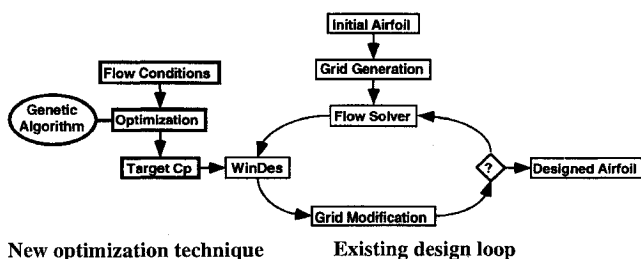 Initial Airfoil
Flow Conditions
Grid Generation
Genetic
Algorithm
Optimization
Flow Solver
Target Cp
WinDes
?
Designed Airfoil
Grid Modification
New optimization technique
Existing design loop